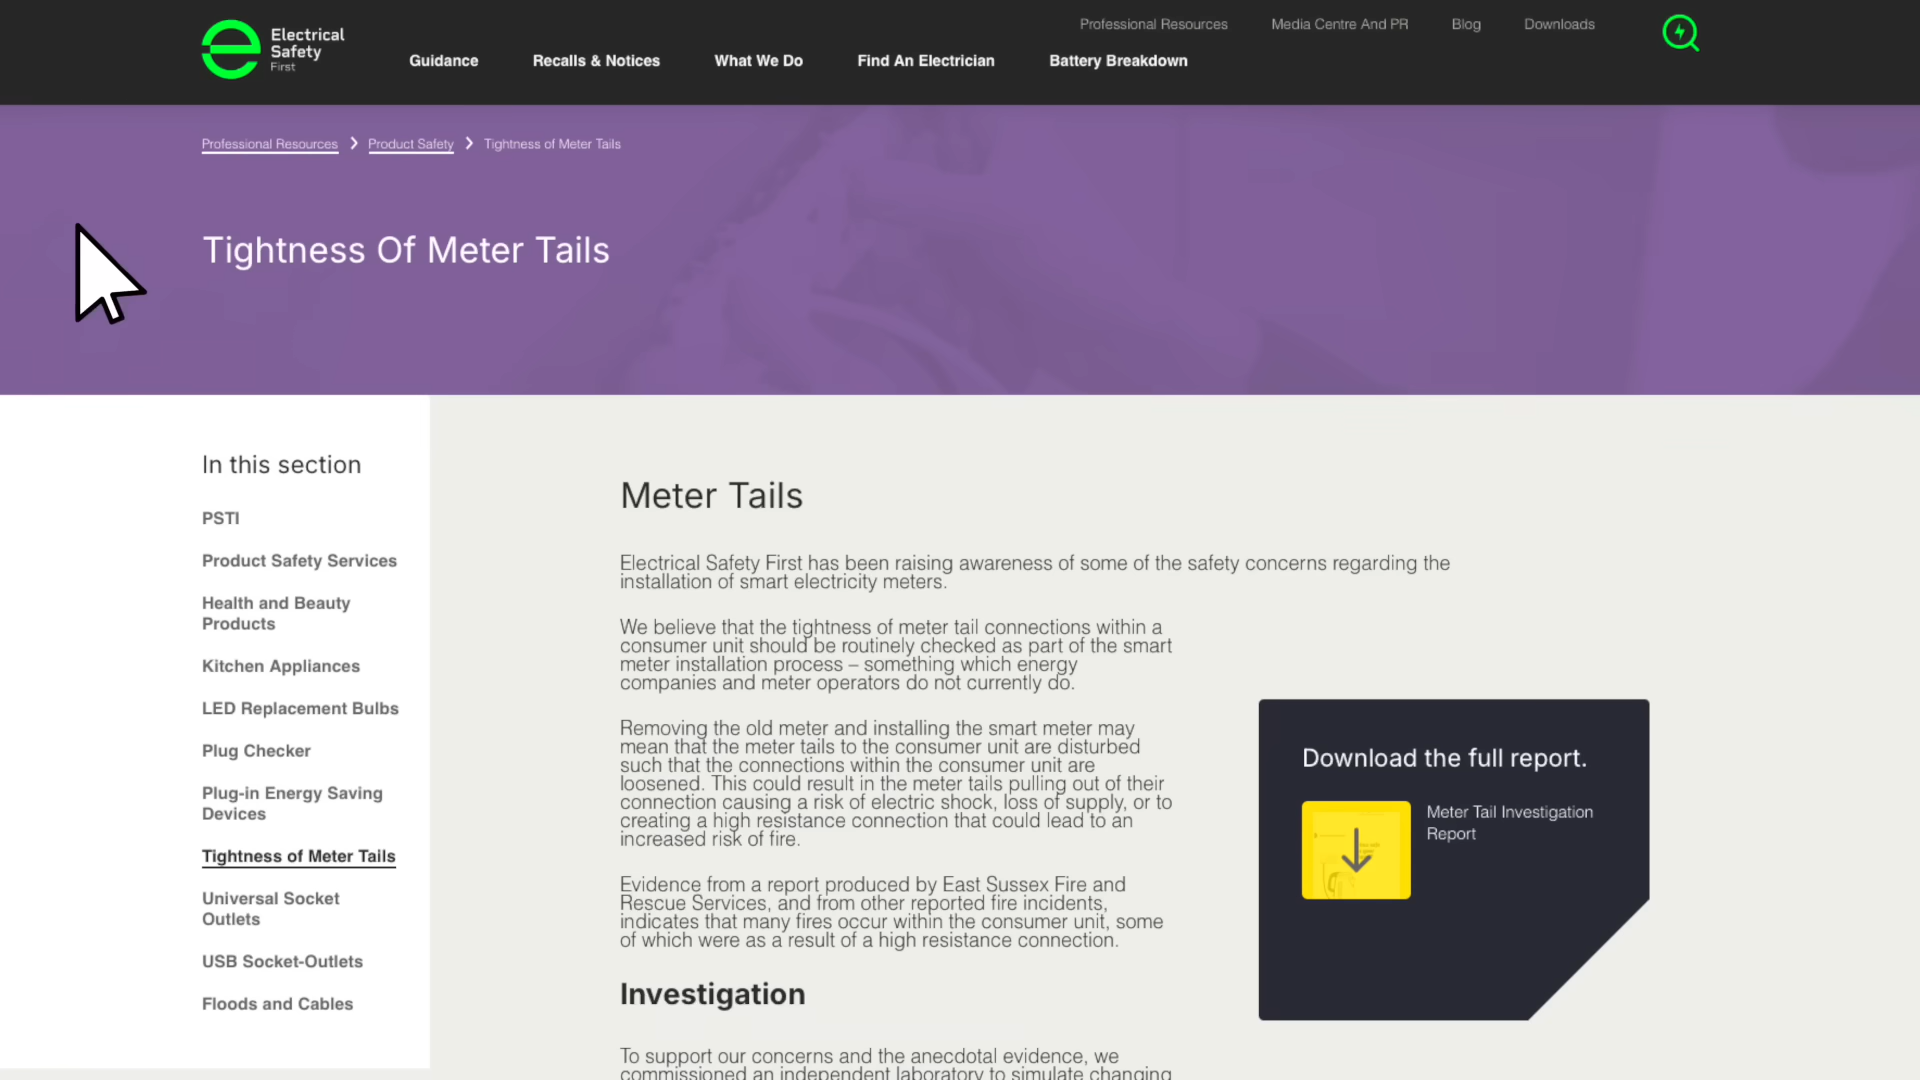 Electrical
Safety
First
Professional Resources
Media Centre And PR
Blog
Downloads
Guidance
Recalls & Notices
What We Do
Find An Electrician
Battery Breakdown
Professional Resources
Product Safety
Tightness of Meter Tails
Tightness Of Meter Tails
In this section
PSTI
Product Safety Services
Health and Beauty
Products
Kitchen Appliances
LED Replacement Bulbs
Plug Checker
Plug-in Energy Saving
Devices
Tightness of Meter Tails
Universal Socket
Outlets
USB Socket-Outlets
Floods and Cables
Meter Tails
Electrical Safety First has been raising awareness of some of the safety concerns regarding the
installation of smart electricity meters.
We believe that the tightness of meter tail connections within a
consumer unit should be routinely checked as part of the smart
meter installation process – something which energy
companies and meter operators do not currently do.
Removing the old meter and installing the smart meter may
mean that the meter tails to the consumer unit are disturbed
such that the connections within the consumer unit are
loosened. This could result in the meter tails pulling out of their
connection causing a risk of electric shock, loss of supply, or to
creating a high resistance connection that could lead to an
increased risk of fire.
Evidence from a report produced by East Sussex Fire and
Rescue Services, and from other reported fire incidents,
indicates that many fires occur within the consumer unit, some
of which were as a result of a high resistance connection.
Investigation
To support our concerns and the anecdotal evidence, we
commissioned an independent laboratory to simulate changing
Download the full report.
Meter Tail Investigation
Report